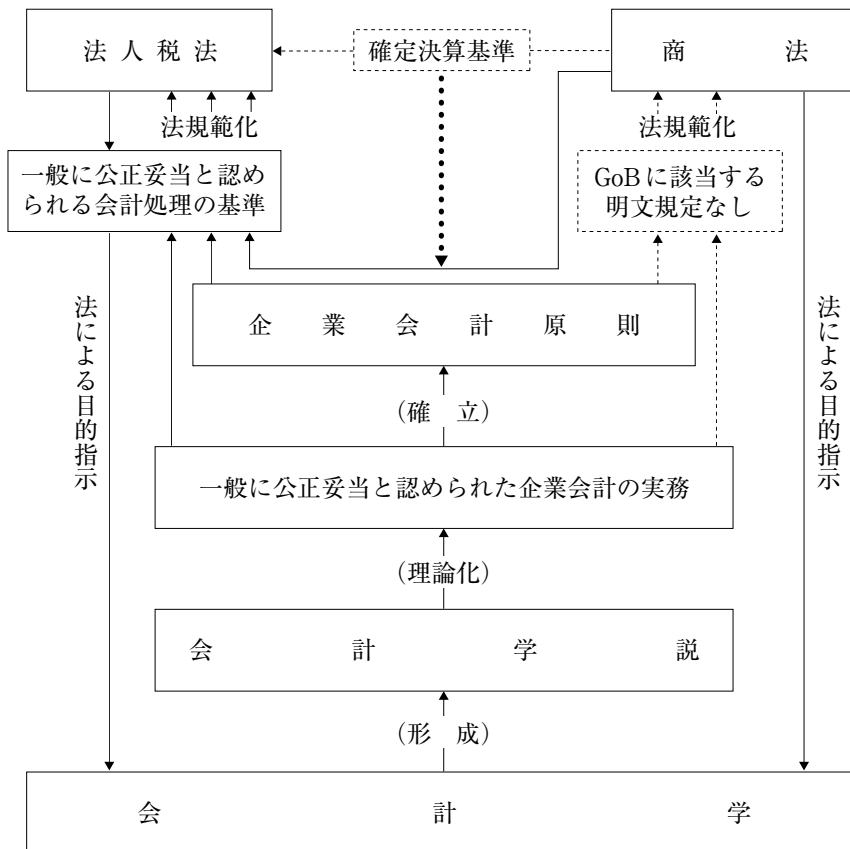 法人税法
確定決算基準
商法
法規範化
法規範化
一般に公正妥当と認め
られる会計処理の基準
GoBに該当する
明文規定なし
法による目的指示
法による目的指示
企業会計原則
(確 立)
一般に公正妥当と認められた企業会計の実務
(理論化)
会計学説
(形 成)
会計学